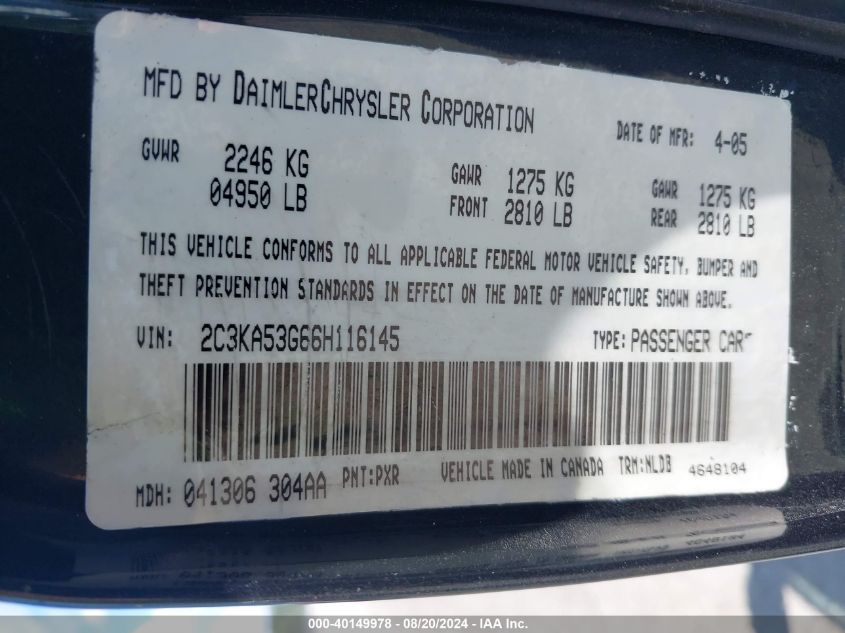 MFD BY DAIMLERCHRYSLER CORPORATION
DATE OF MFR: 4-05
GVWR 2246 KG
04950 LB
GAWR 1275 KG
FRONT 2810 LB
GAWR 1275 KG
REAR 2810 LB
THIS VEHICLE CONFORMS TO ALL APPLICABLE FEDERAL MOTOR VEHICLE SAFETY, BUMPER AND
THEFT PREVENTION STANDARDS IN EFFECT ON THE DATE OF MANUFACTURE SHOWN ABOVE.
VIN: 2C3KA53G66H116145
TYPE: PASSENGER CAR
MDH: 041306 304AA PNT:PXR VEHICLE MADE IN CANADA TRM:NLDB 4648104
000-40149978 - 08/20/2024 - IAA Inc.